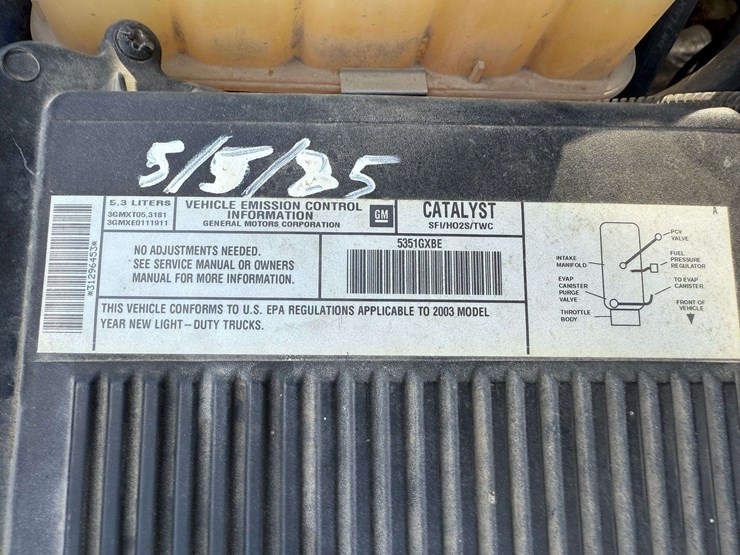 5/5/25
5.3 LITERS
3GMXT05.3181
3GMXE0111911
VEHICLE EMISSION CONTROL
INFORMATION
GENERAL MOTORS CORPORATION
GM
CATALYST
SFI/HO2S/TWC
A
NO ADJUSTMENTS NEEDED.
SEE SERVICE MANUAL OR OWNERS
MANUAL FOR MORE INFORMATION.
5351GXBE
*31296453*
THIS VEHICLE CONFORMS TO U.S. EPA REGULATIONS APPLICABLE TO 2003 MODEL
YEAR NEW LIGHT-DUTY TRUCKS.
PCV
VALVE
INTAKE
MANIFOLD
FUEL
PRESSURE
REGULATOR
EVAP
CANISTER
PURGE
VALVE
TO EVAP
CANISTER
THROTTLE
BODY
FRONT OF
VEHICLE